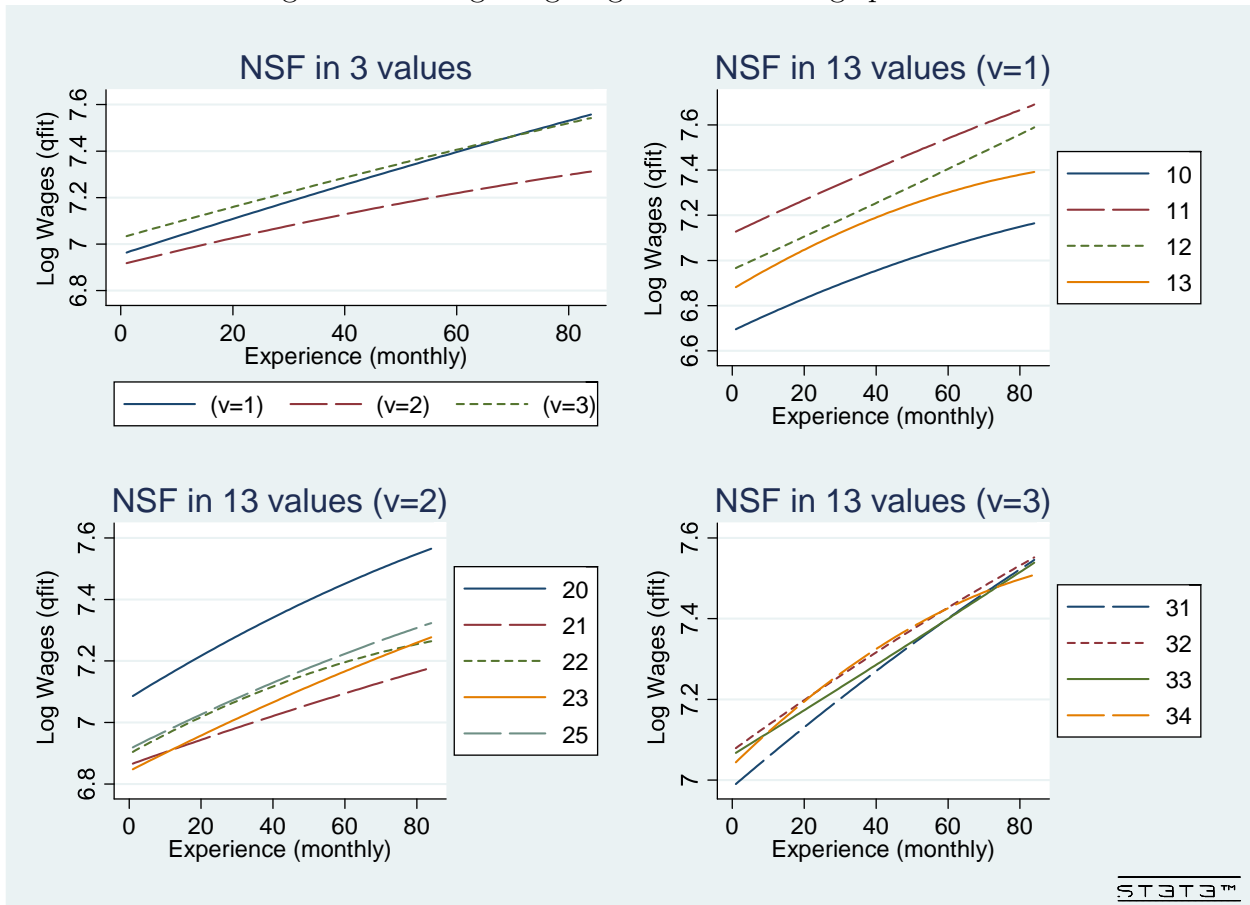 NSF in 3 values
Log Wages (qfit)
7.6
7.4
7.2
7
6.8
0 20 40 60 80
Experience (monthly)
(v=1) (v=2) (v=3)
NSF in 13 values (v=1)
Log Wages (qfit)
7.6
7.4
7.2
7
6.8
6.6
0 20 40 60 80
Experience (monthly)
10
11
12
13
NSF in 13 values (v=2)
Log Wages (qfit)
7.6
7.4
7.2
7
6.8
0 20 40 60 80
Experience (monthly)
20
21
22
23
25
NSF in 13 values (v=3)
Log Wages (qfit)
7.6
7.4
7.2
7
0 20 40 60 80
Experience (monthly)
31
32
33
34
STATA™